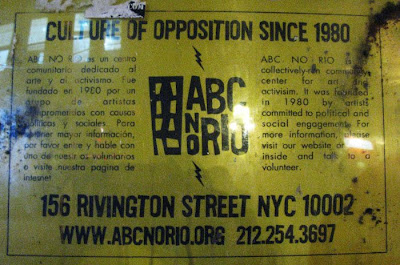 CULTURE OF OPPOSITION SINCE 1980
ABC NO RIO es un centro
comunitario dedicado al
arte y al activismo. Fue
fundado en 1980 por un
grupo de artistas
comprometidos con causas
políticas y sociales. Para
obtener mayor información,
por favor entre y hable con
uno de nuestros voluntarios
o visite nuestra pagina de
internet.
ABC
NO
RIO
ABC. NO RIO is a
collectively-run community
center for art and
activisim. It was founded
in 1980 by artists
committed to political and
social engagement. For
more information, please
visit our website or
inside and talk to a
volunteer.
156 RIVINGTON STREET NYC 10002
WWW.ABCNORIO.ORG 212.254.3697